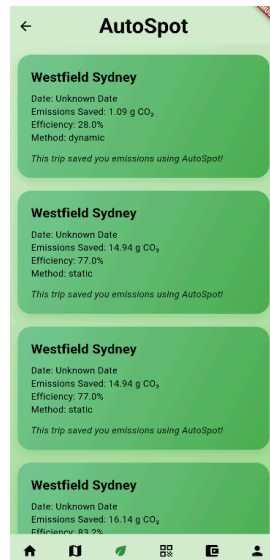 AutoSpot
Westfield Sydney
Date: Unknown Date
Emissions Saved: 1.09 g CO₂
Efficiency: 28.0%
Method: dynamic
This trip saved you emissions using AutoSpot!
Westfield Sydney
Date: Unknown Date
Emissions Saved: 14.94 g CO₂
Efficiency: 77.0%
Method: static
This trip saved you emissions using AutoSpot!
Westfield Sydney
Date: Unknown Date
Emissions Saved: 14.94 g CO₂
Efficiency: 77.0%
Method: static
This trip saved you emissions using AutoSpot!
Westfield Sydney
Date: Unknown Date
Emissions Saved: 16.14 g CO₂
Efficiency: 83.2%